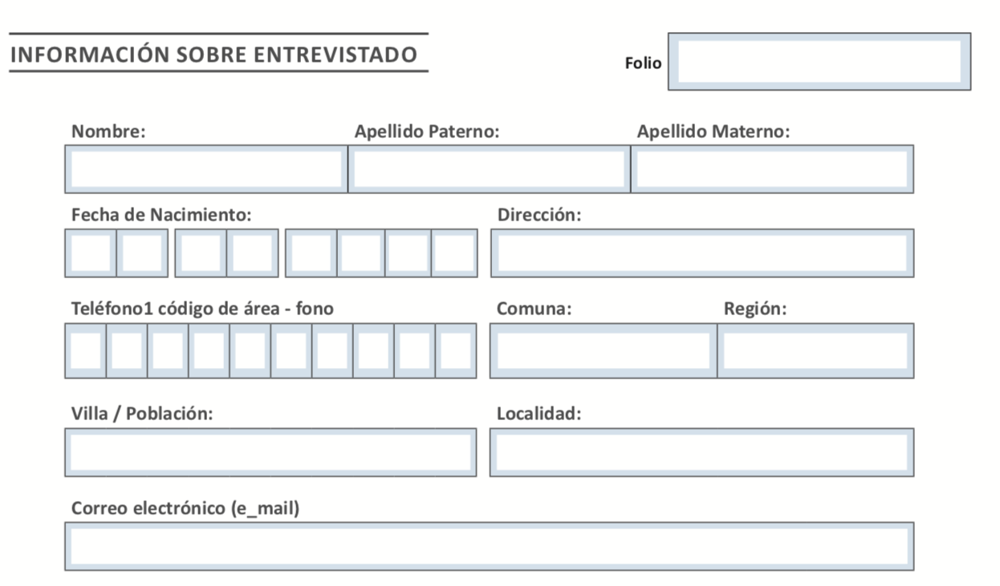 INFORMACIÓN SOBRE ENTREVISTADO
Folio
Nombre: Apellido Paterno: Apellido Materno:
Fecha de Nacimiento: Dirección:
Teléfono1 código de área - fono Comuna: Región:
Villa / Población: Localidad:
Correo electrónico (e_mail)